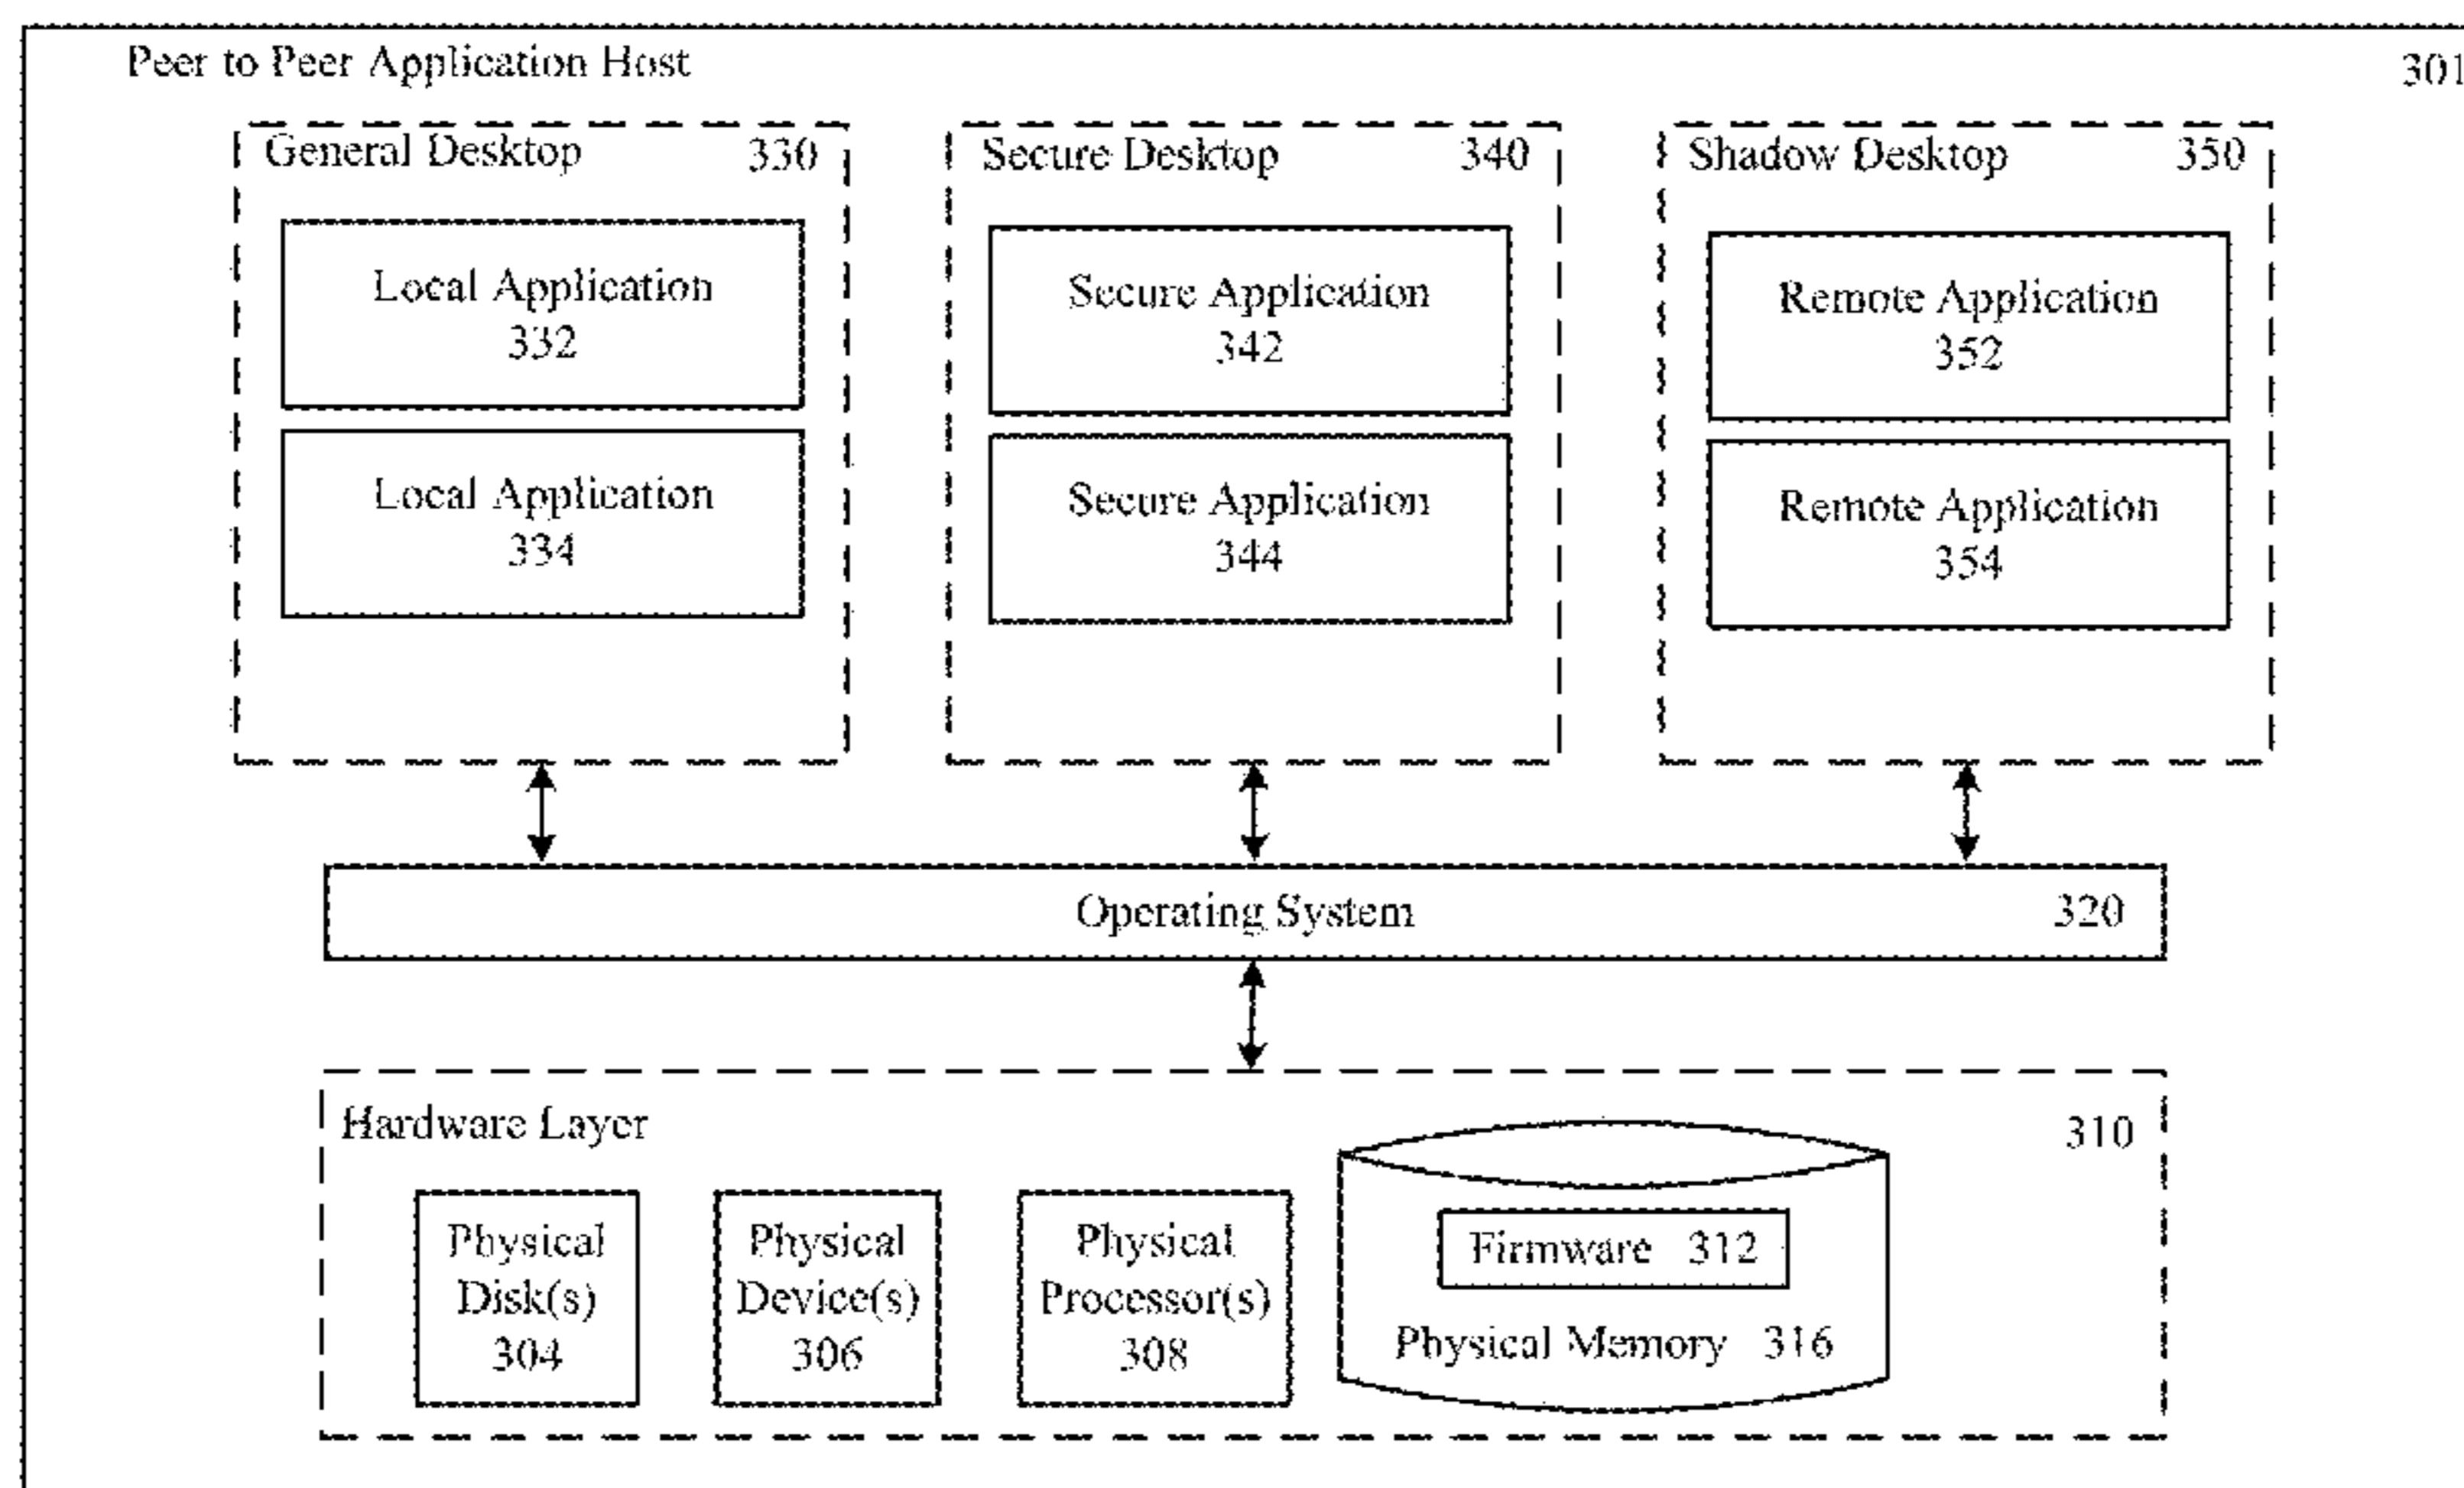 Peer to Peer Application Host 301
General Desktop 330
Local Application
332
Local Application
334
Secure Desktop 340
Secure Application
342
Secure Application
344
Shadow Desktop 350
Remote Application
352
Remote Application
354
Operating System 320
Hardware Layer 310
Physical
Disk(s)
304
Physical
Device(s)
306
Physical
Processor(s)
308
Firmware 312
Physical Memory 316